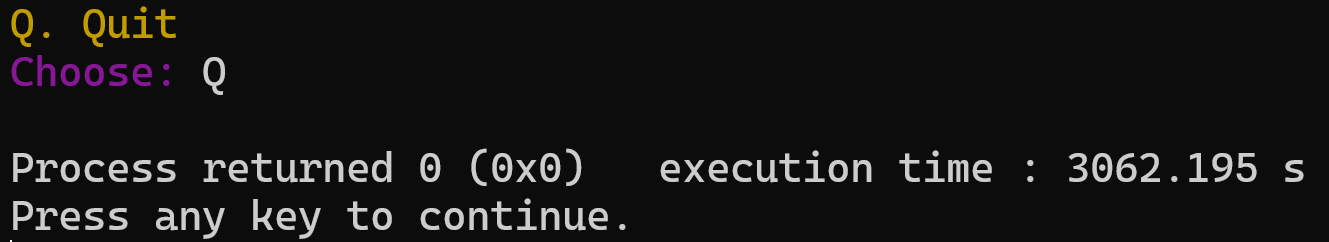 Q. Quit
Choose: Q
Process returned 0 (0x0)   execution time : 3062.195 s
Press any key to continue.